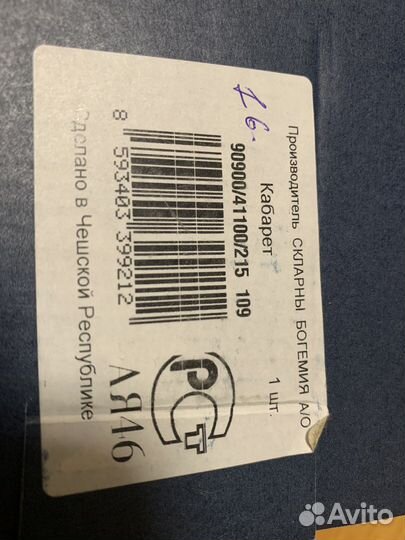 16.
Производитель СКЛАРНЫ БОГЕМИЯ А/О
Кабарет 1 шт.
90900/41100/215 109
8 593403 399212
Сделано в Чешской Республике
РСТ
АЯ46
Avito